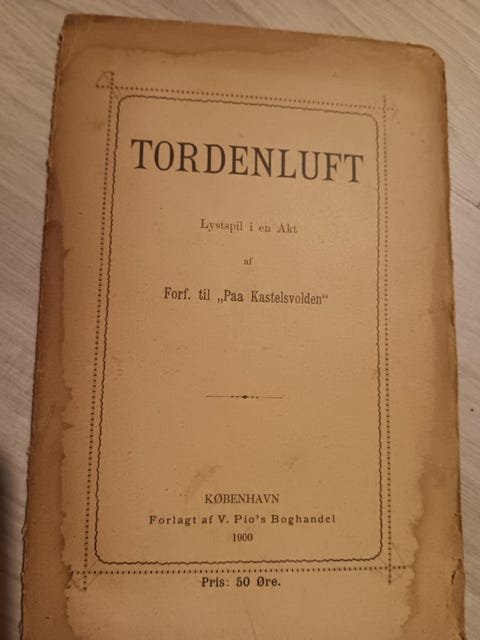 TORDENLUFT
Lystspil i en Akt
af
Forf. til „Paa Kastelsvolden“
KØBENHAVN
Forlagt af V. Pio's Boghandel
1900
Pris: 50 Øre.